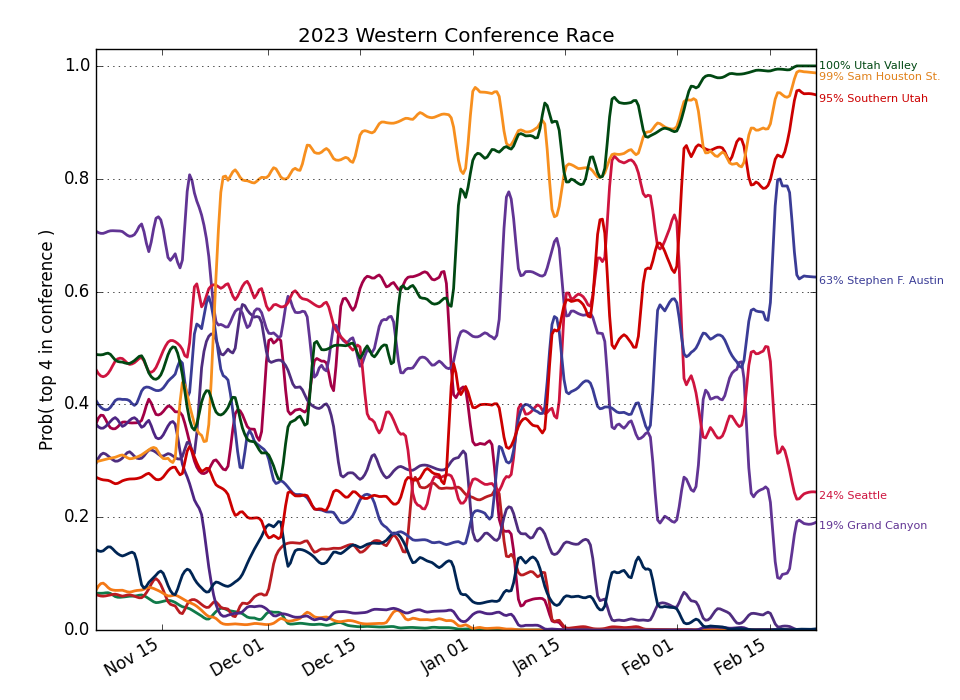 2023 Western Conference Race
Prob( top 4 in conference )
1.0
0.8
0.6
0.4
0.2
0.0
Nov 15
Dec 01
Dec 15
Jan 01
Jan 15
Feb 01
Feb 15
100% Utah Valley
99% Sam Houston St.
95% Southern Utah
63% Stephen F. Austin
24% Seattle
19% Grand Canyon